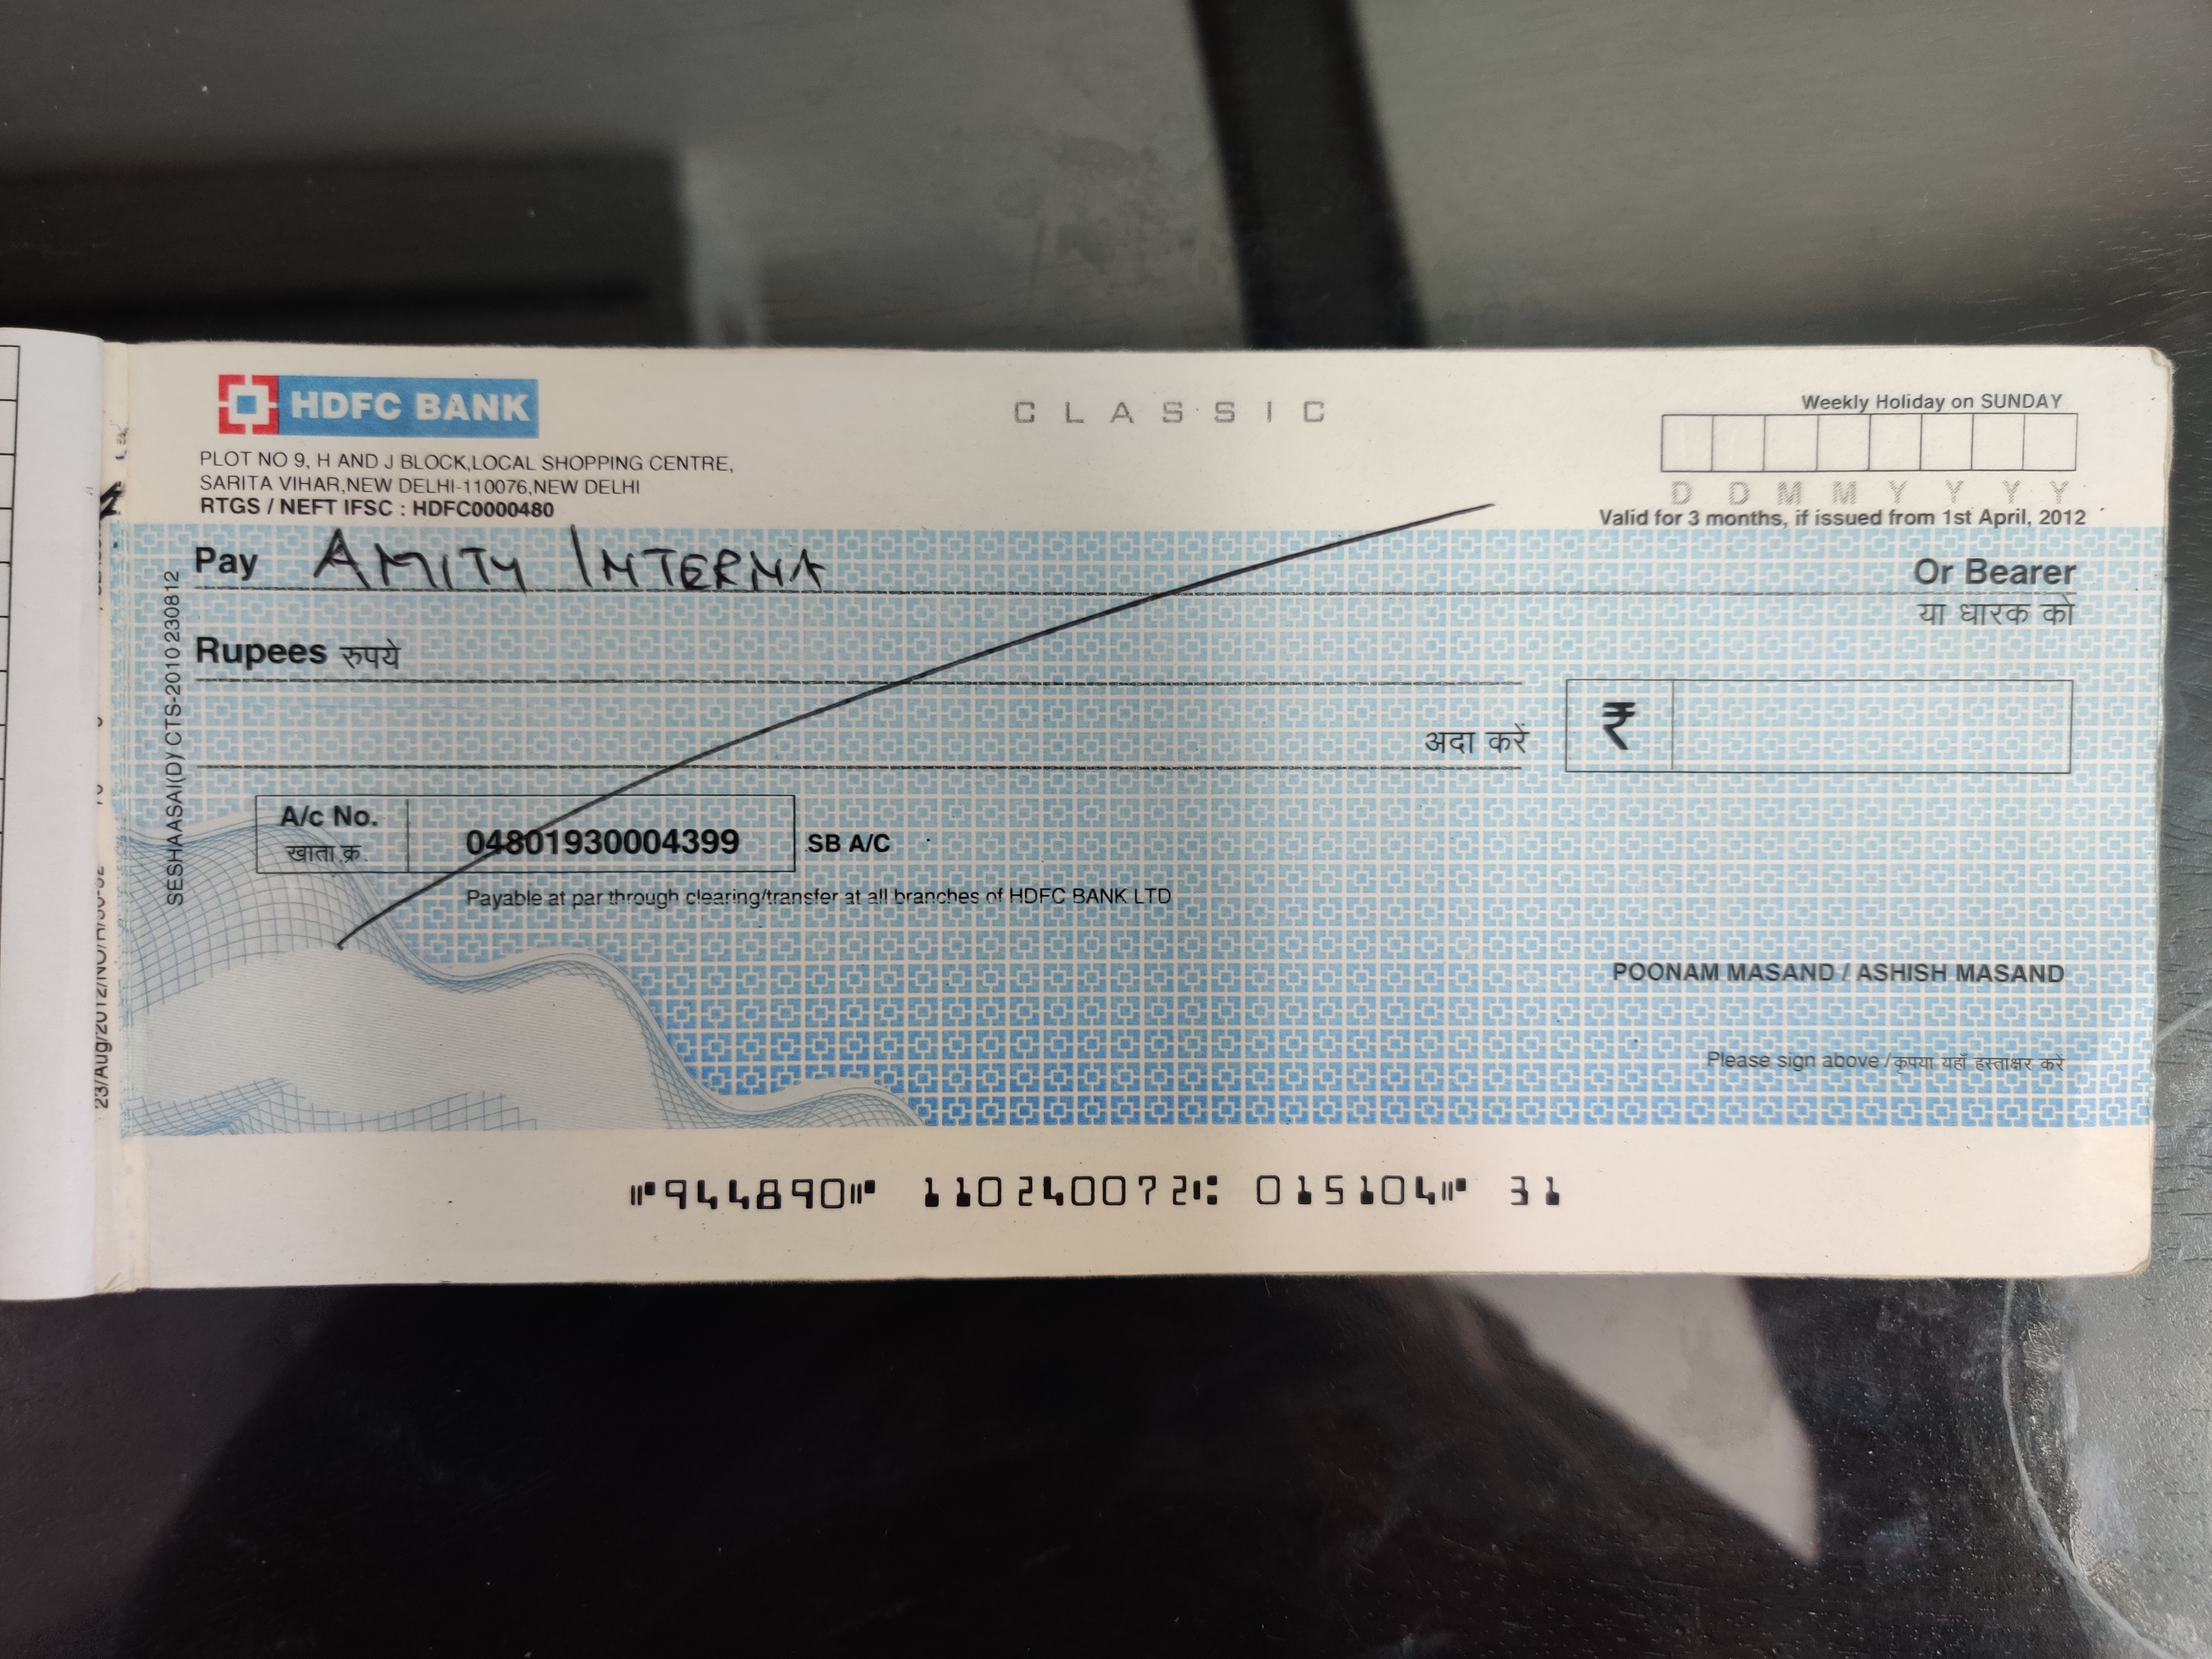 HDFC BANK
CLASSIC
Weekly Holiday on SUNDAY
PLOT NO 9, H AND J BLOCK,LOCAL SHOPPING CENTRE,
SARITA VIHAR,NEW DELHI-110076,NEW DELHI
RTGS / NEFT IFSC : HDFC0000480
D D M M Y Y Y Y
Valid for 3 months, if issued from 1st April, 2012
Pay AMITY INTERNA
Or Bearer
या धारक को
Rupees रुपये
अदा करें
₹
A/c No.
खाता क्र.
04801930004399
SB A/C
Payable at par through clearing/transfer at all branches of HDFC BANK LTD
POONAM MASAND / ASHISH MASAND
Please sign above / कृपया यहाँ हस्ताक्षर करें
SESHAASAI(D)/ CTS-2010 230812
23/Aug/2012/
⑈944890⑈ 110240072⑆ 015104⑈ 31